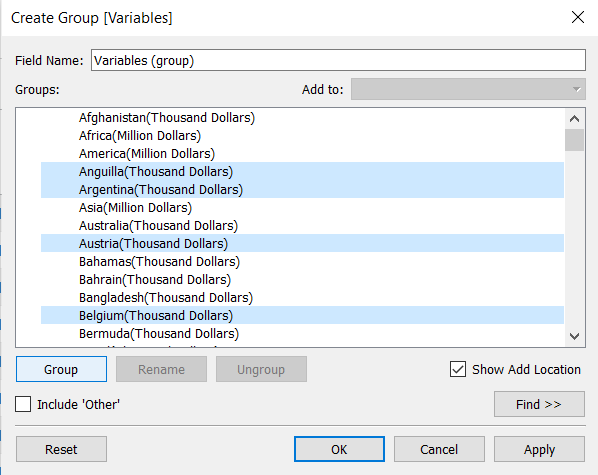 Create Group [Variables]
Field Name: Variables (group)
Groups: Add to:
Afghanistan(Thousand Dollars)
Africa(Million Dollars)
America(Million Dollars)
Anguilla(Thousand Dollars)
Argentina(Thousand Dollars)
Asia(Million Dollars)
Australia(Thousand Dollars)
Austria(Thousand Dollars)
Bahamas(Thousand Dollars)
Bahrain(Thousand Dollars)
Bangladesh(Thousand Dollars)
Belgium(Thousand Dollars)
Bermuda(Thousand Dollars)
Group Rename Ungroup Show Add Location
Include 'Other' Find >>
Reset OK Cancel Apply